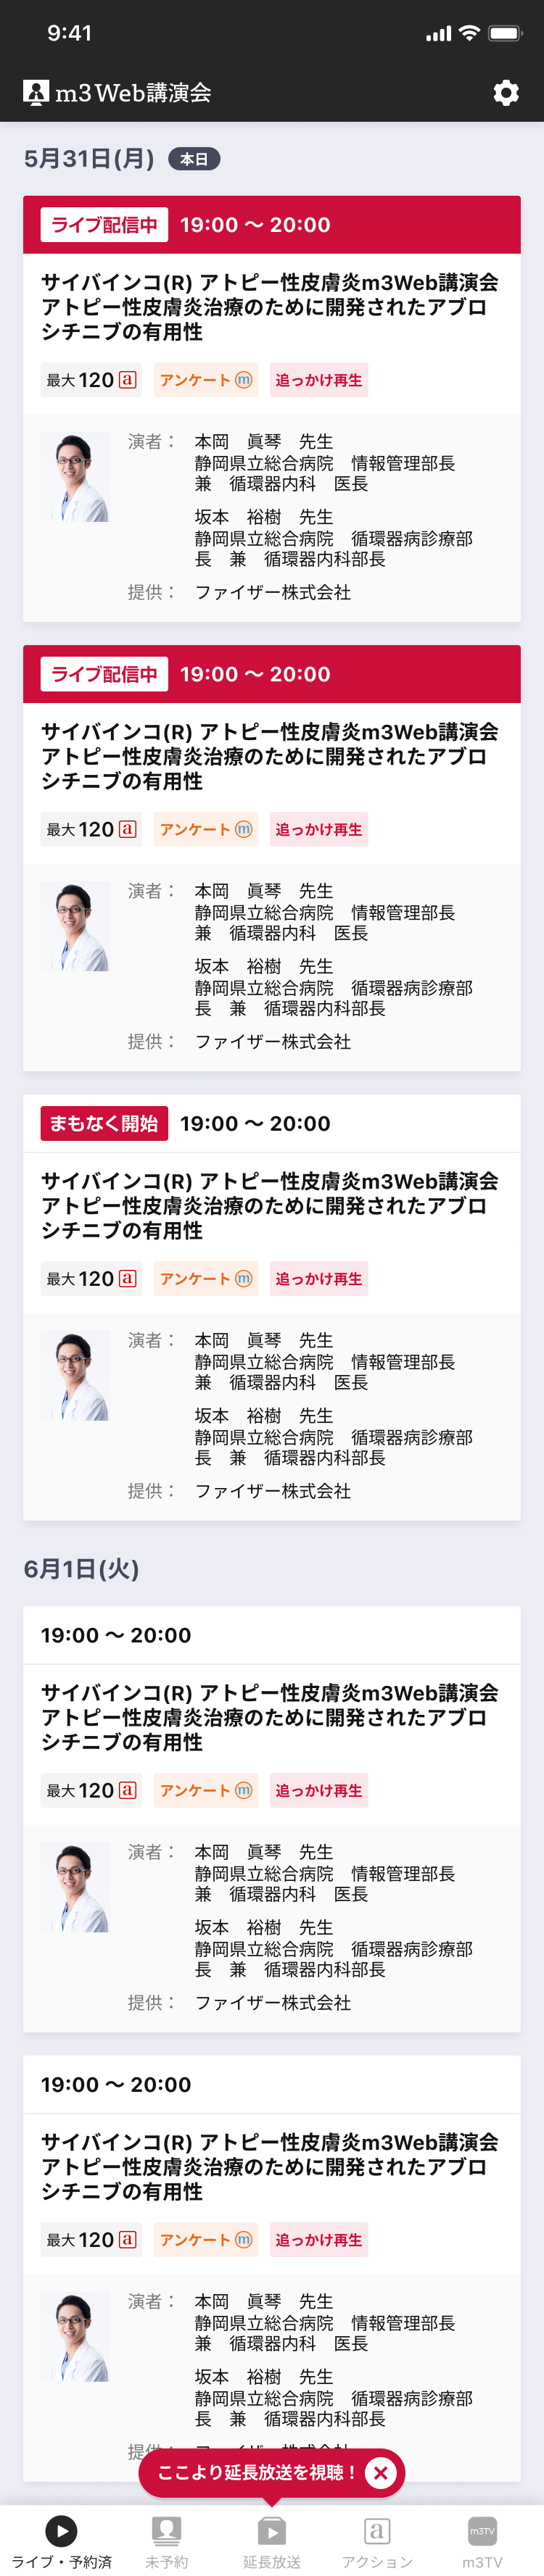 9:41
m3 Web講演会
5月31日(月) 本日
ライブ配信中 19:00 〜 20:00
サイバインコ(R) アトピー性皮膚炎m3Web講演会
アトピー性皮膚炎治療のために開発されたアブロ
シチニブの有用性
最大 120 a アンケート m 追っかけ再生
演者： 本岡　眞琴　先生
静岡県立総合病院　情報管理部長
兼　循環器内科　医長
坂本　裕樹　先生
静岡県立総合病院　循環器病診療部
長　兼　循環器内科部長
提供： ファイザー株式会社
ライブ配信中 19:00 〜 20:00
サイバインコ(R) アトピー性皮膚炎m3Web講演会
アトピー性皮膚炎治療のために開発されたアブロ
シチニブの有用性
最大 120 a アンケート m 追っかけ再生
演者： 本岡　眞琴　先生
静岡県立総合病院　情報管理部長
兼　循環器内科　医長
坂本　裕樹　先生
静岡県立総合病院　循環器病診療部
長　兼　循環器内科部長
提供： ファイザー株式会社
まもなく開始 19:00 〜 20:00
サイバインコ(R) アトピー性皮膚炎m3Web講演会
アトピー性皮膚炎治療のために開発されたアブロ
シチニブの有用性
最大 120 a アンケート m 追っかけ再生
演者： 本岡　眞琴　先生
静岡県立総合病院　情報管理部長
兼　循環器内科　医長
坂本　裕樹　先生
静岡県立総合病院　循環器病診療部
長　兼　循環器内科部長
提供： ファイザー株式会社
6月1日(火)
19:00 〜 20:00
サイバインコ(R) アトピー性皮膚炎m3Web講演会
アトピー性皮膚炎治療のために開発されたアブロ
シチニブの有用性
最大 120 a アンケート m 追っかけ再生
演者： 本岡　眞琴　先生
静岡県立総合病院　情報管理部長
兼　循環器内科　医長
坂本　裕樹　先生
静岡県立総合病院　循環器病診療部
長　兼　循環器内科部長
提供： ファイザー株式会社
19:00 〜 20:00
サイバインコ(R) アトピー性皮膚炎m3Web講演会
アトピー性皮膚炎治療のために開発されたアブロ
シチニブの有用性
最大 120 a アンケート m 追っかけ再生
演者： 本岡　眞琴　先生
静岡県立総合病院　情報管理部長
兼　循環器内科　医長
坂本　裕樹　先生
静岡県立総合病院　循環器病診療部
長　兼　循環器内科部長
ここより延長放送を視聴！
m3TV
ライブ・予約済 未予約 延長放送 アクション m3TV